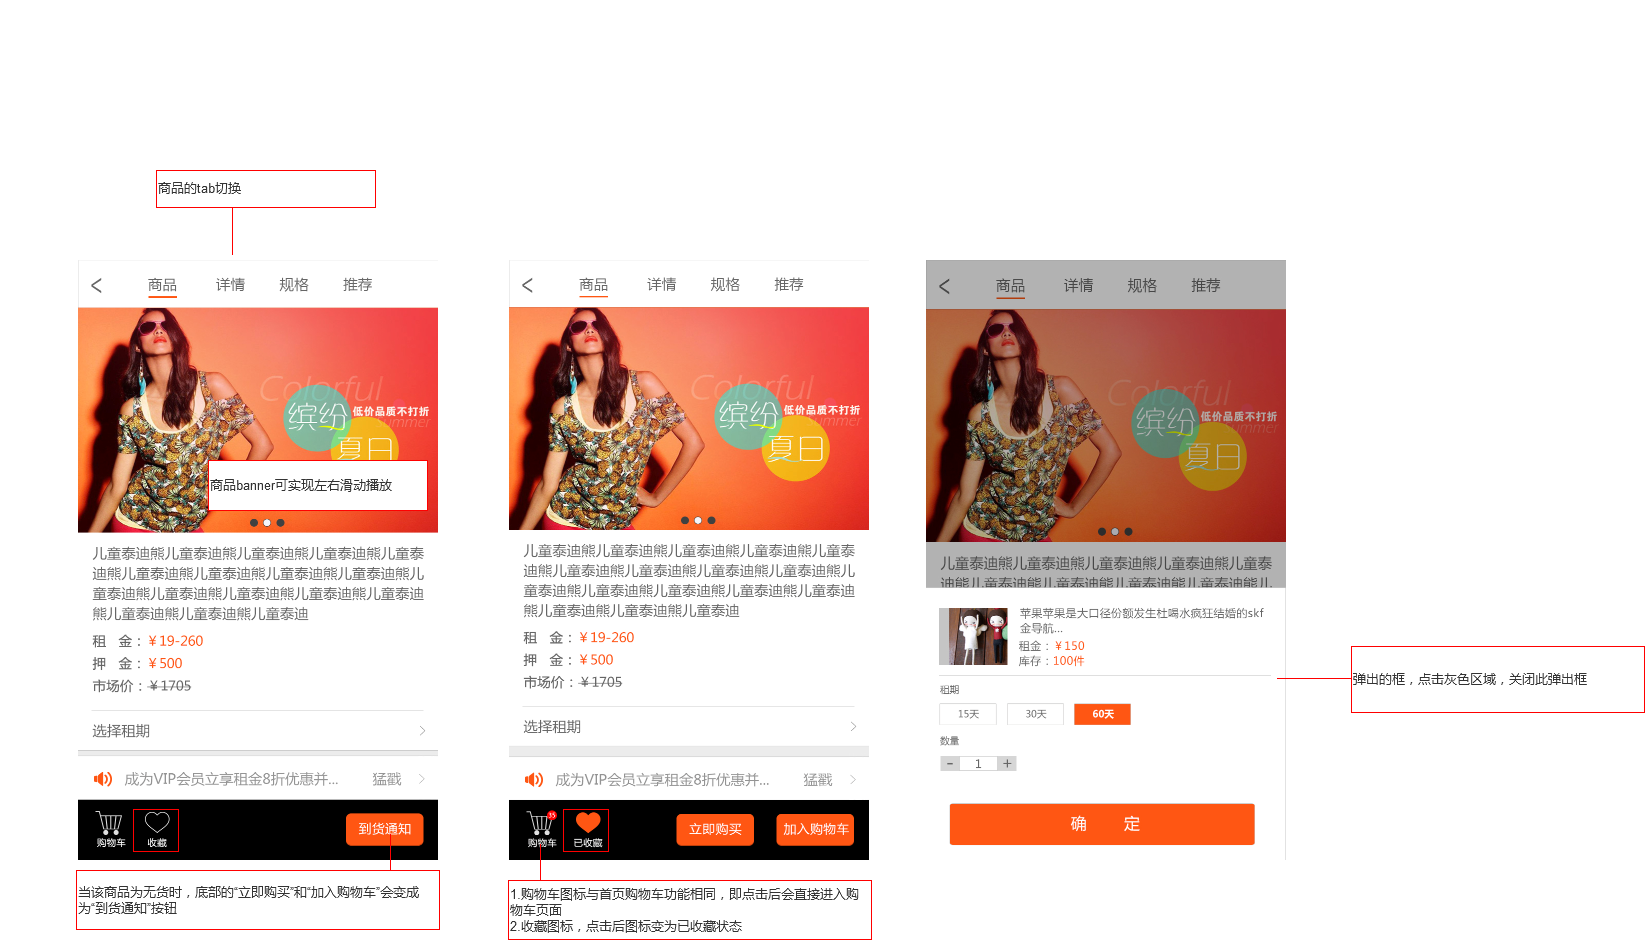 商品的tab切换
商品
详情
规格
推荐
Colorful
缤纷
低价品质不打折
summer
夏日
商品banner可实现左右滑动播放
儿童泰迪熊儿童泰迪熊儿童泰迪熊儿童泰迪熊儿童泰
迪熊儿童泰迪熊儿童泰迪熊儿童泰迪熊儿童泰迪熊儿
童泰迪熊儿童泰迪熊儿童泰迪熊儿童泰迪熊儿童泰迪
熊儿童泰迪熊儿童泰迪熊儿童泰迪
租 金：￥19-260
押 金：￥500
市场价：￥1705
选择租期
成为VIP会员立享租金8折优惠并...
猛戳
购物车
收藏
到货通知
当该商品为无货时，底部的“立即购买”和“加入购物车”会变成
为“到货通知”按钮
商品
详情
规格
推荐
Colorful
缤纷
低价品质不打折
summer
夏日
儿童泰迪熊儿童泰迪熊儿童泰迪熊儿童泰迪熊儿童泰
迪熊儿童泰迪熊儿童泰迪熊儿童泰迪熊儿童泰迪熊儿
童泰迪熊儿童泰迪熊儿童泰迪熊儿童泰迪熊儿童泰迪
熊儿童泰迪熊儿童泰迪熊儿童泰迪
租 金：￥19-260
押 金：￥500
市场价：￥1705
选择租期
成为VIP会员立享租金8折优惠并...
猛戳
35
购物车
已收藏
立即购买
加入购物车
1.购物车图标与首页购物车功能相同，即点击后会直接进入购
物车页面
2.收藏图标，点击后图标变为已收藏状态
商品
详情
规格
推荐
Colorful
缤纷
低价品质不打折
summer
夏日
儿童泰迪熊儿童泰迪熊儿童泰迪熊儿童泰迪熊儿童泰
迪熊儿童泰迪熊儿童泰迪熊儿童泰迪熊儿童泰迪熊儿
苹果苹果是大口径份额发生杜喝水疯狂结婚的skf
金导航...
租金：￥150
库存：100件
租期
15天
30天
60天
数量
- 1 +
确 定
弹出的框，点击灰色区域，关闭此弹出框